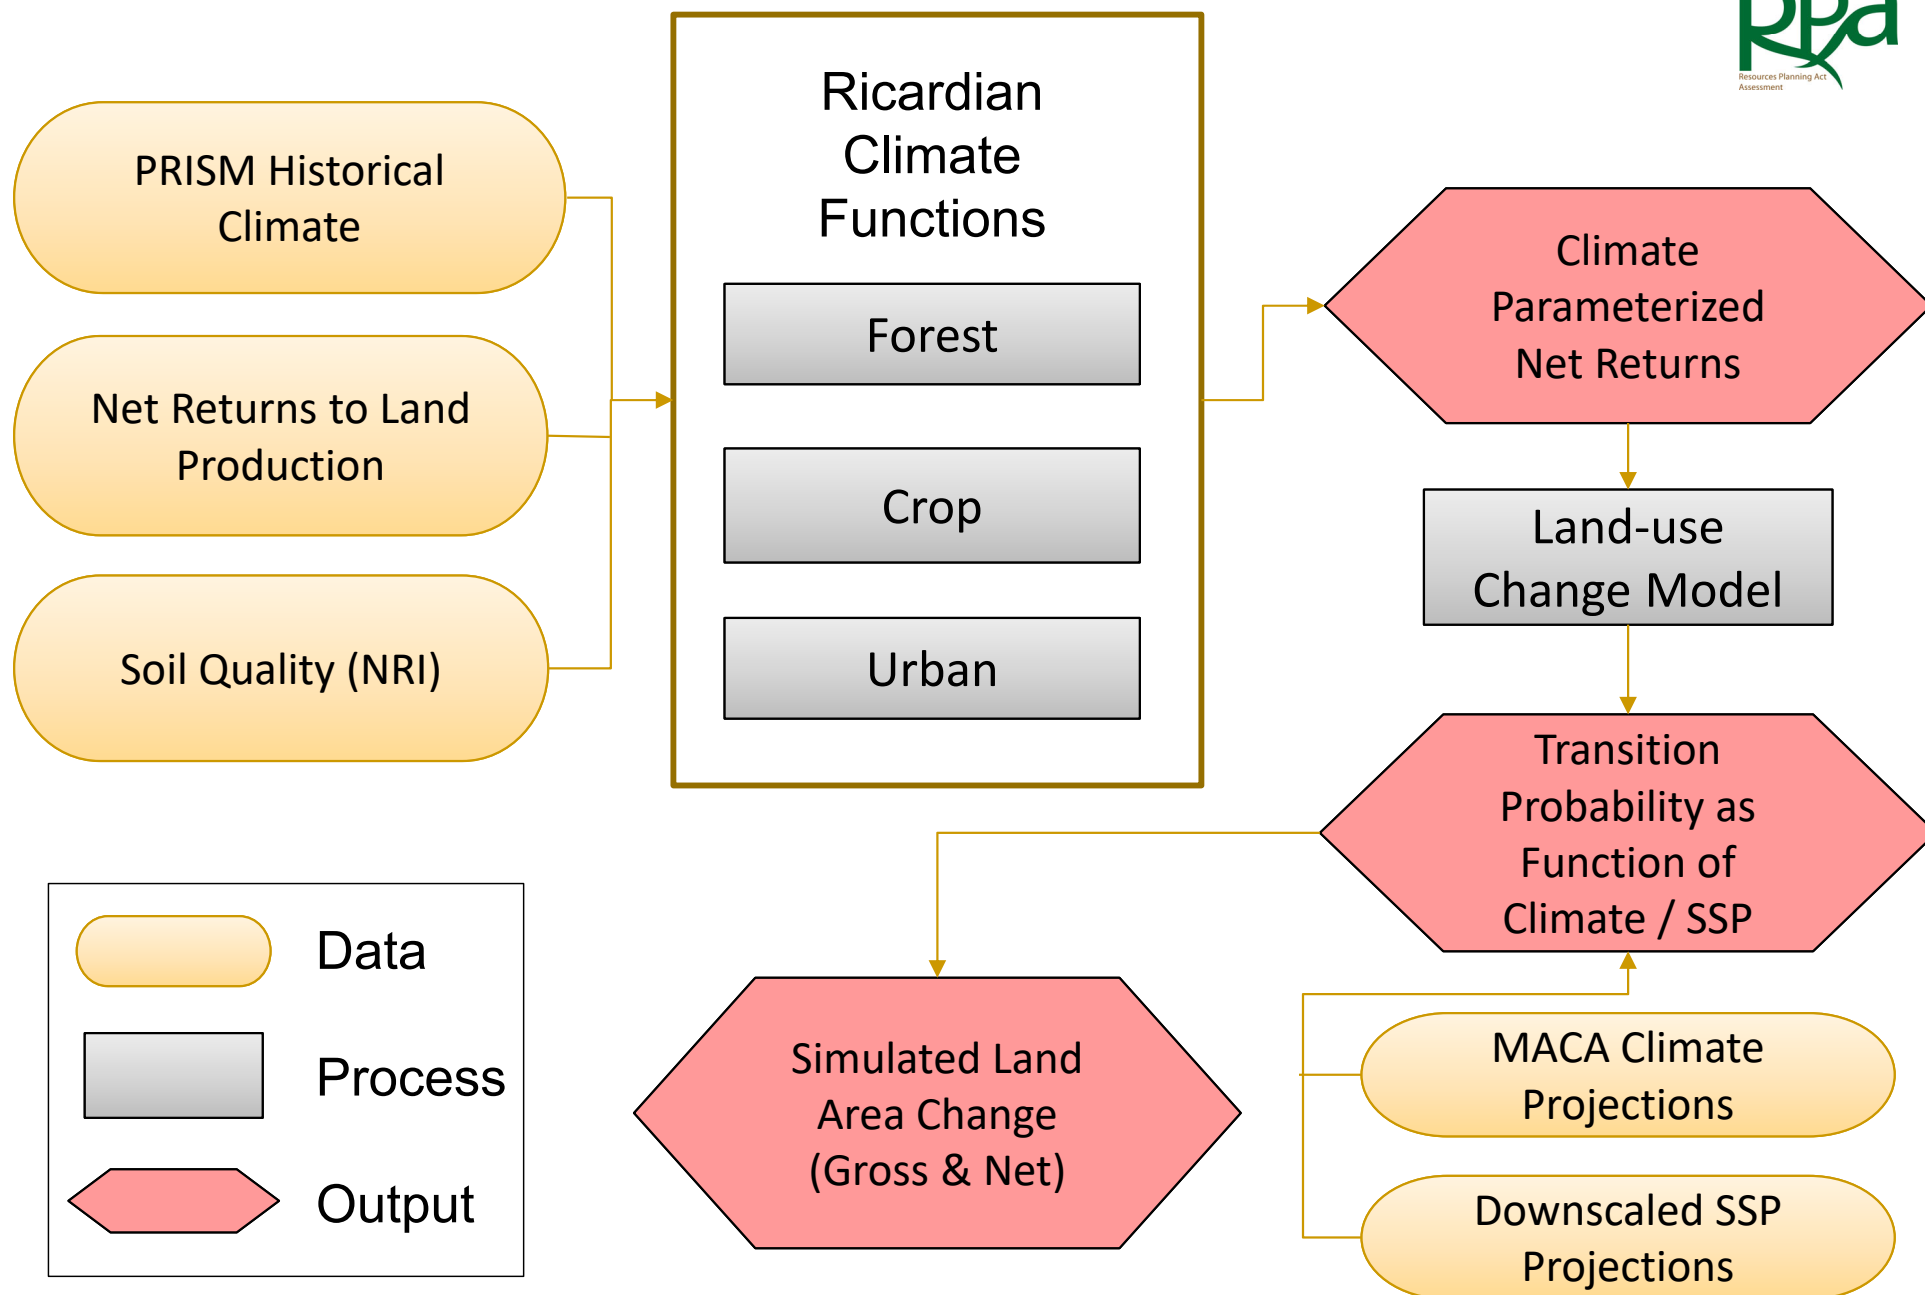 RPa
Resources Planning Act
Assessment
PRISM Historical
Climate
Net Returns to Land
Production
Soil Quality (NRI)
Ricardian
Climate
Functions
Forest
Crop
Urban
Climate
Parameterized
Net Returns
Land-use
Change Model
Transition
Probability as
Function of
Climate / SSP
MACA Climate
Projections
Downscaled SSP
Projections
Simulated Land
Area Change
(Gross & Net)
Data
Process
Output